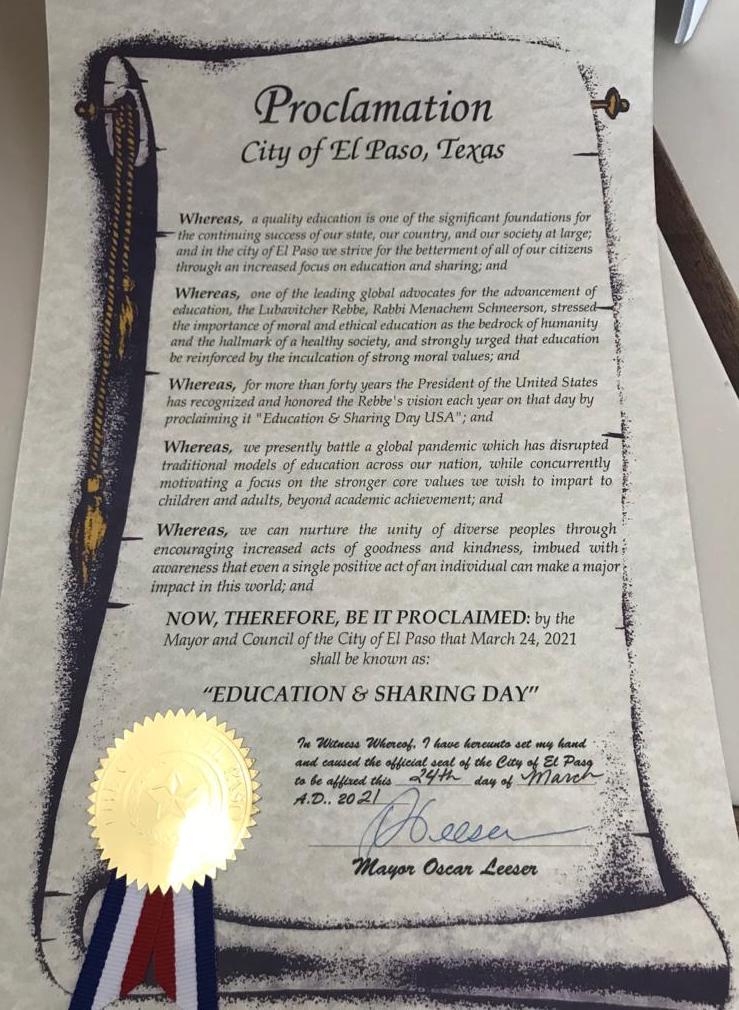 Proclamation
City of El Paso, Texas
Whereas, a quality education is one of the significant foundations for
the continuing success of our state, our country, and our society at large;
and in the city of El Paso we strive for the betterment of all of our citizens
through an increased focus on education and sharing; and
Whereas, one of the leading global advocates for the advancement of
education, the Lubavitcher Rebbe, Rabbi Menachem Schneerson, stressed
the importance of moral and ethical education as the bedrock of humanity
and the hallmark of a healthy society, and strongly urged that education
be reinforced by the inculcation of strong moral values; and
Whereas, for more than forty years the President of the United States
has recognized and honored the Rebbe's vision each year on that day by
proclaiming it "Education & Sharing Day USA"; and
Whereas, we presently battle a global pandemic which has disrupted
traditional models of education across our nation, while concurrently
motivating a focus on the stronger core values we wish to impart to
children and adults, beyond academic achievement; and
Whereas, we can nurture the unity of diverse peoples through
encouraging increased acts of goodness and kindness, imbued with
awareness that even a single positive act of an individual can make a major
impact in this world; and
NOW, THEREFORE, BE IT PROCLAIMED: by the
Mayor and Council of the City of El Paso that March 24, 2021
shall be known as:
"EDUCATION & SHARING DAY"
In Witness Whereof, I have hereunto set my hand
and caused the official seal of the City of El Paso
to be affixed this 24th day of March
A.D., 2021
OLeeser
Mayor Oscar Leeser
EL PASO